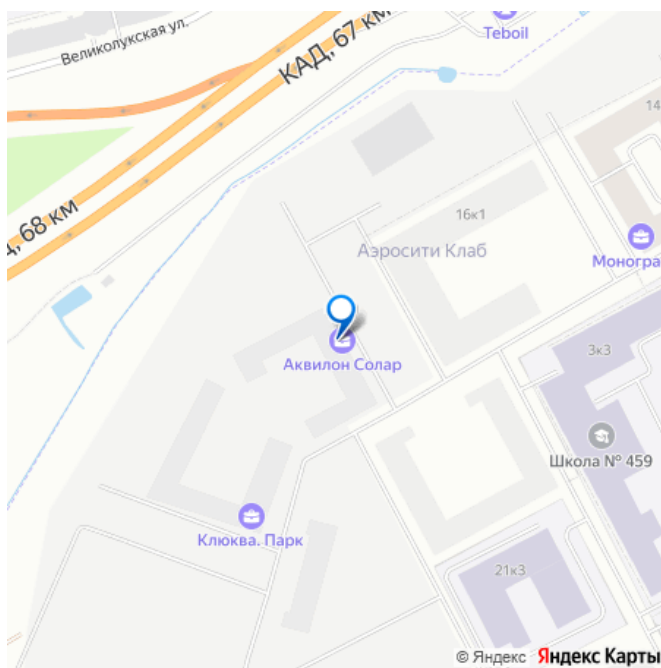 Teboil
Великолукская ул.
КАД, 67 км
14
Д, 68 км
16к1
Аэросити Клаб
Моногра
Аквилон Солар
3к3
Школа № 459
Клюква. Парк
21к3
© Яндекс Яндекс Карты